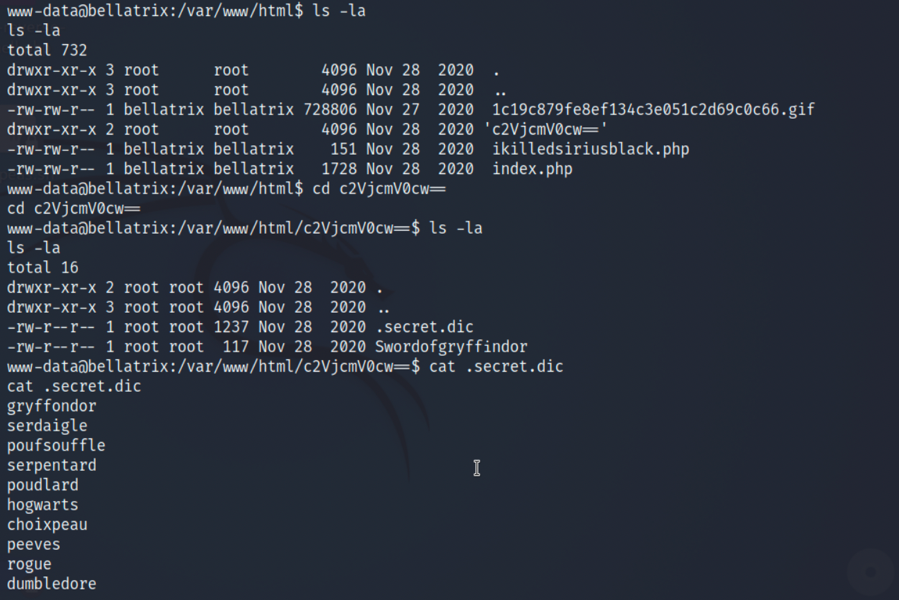 www-data@bellatrix:/var/www/html$ ls -la
ls -la
total 732
drwxr-xr-x 3 root      root        4096 Nov 28  2020  .
drwxr-xr-x 3 root      root        4096 Nov 28  2020  ..
-rw-rw-r-- 1 bellatrix bellatrix 728806 Nov 27  2020  1c19c879fe8ef134c3e051c2d69c0c66.gif
drwxr-xr-x 2 root      root        4096 Nov 28  2020 'c2VjcmV0cw=='
-rw-rw-r-- 1 bellatrix bellatrix    151 Nov 28  2020  ikilledsiriusblack.php
-rw-rw-r-- 1 bellatrix bellatrix   1728 Nov 28  2020  index.php
www-data@bellatrix:/var/www/html$ cd c2VjcmV0cw==
cd c2VjcmV0cw==
www-data@bellatrix:/var/www/html/c2VjcmV0cw==$ ls -la
ls -la
total 16
drwxr-xr-x 2 root root 4096 Nov 28  2020 .
drwxr-xr-x 3 root root 4096 Nov 28  2020 ..
-rw-r--r-- 1 root root 1237 Nov 28  2020 .secret.dic
-rw-r--r-- 1 root root  117 Nov 28  2020 Swordofgryffindor
www-data@bellatrix:/var/www/html/c2VjcmV0cw==$ cat .secret.dic
cat .secret.dic
gryffondor
serdaigle
poufsouffle
serpentard
poudlard
hogwarts
choixpeau
peeves
rogue
dumbledore